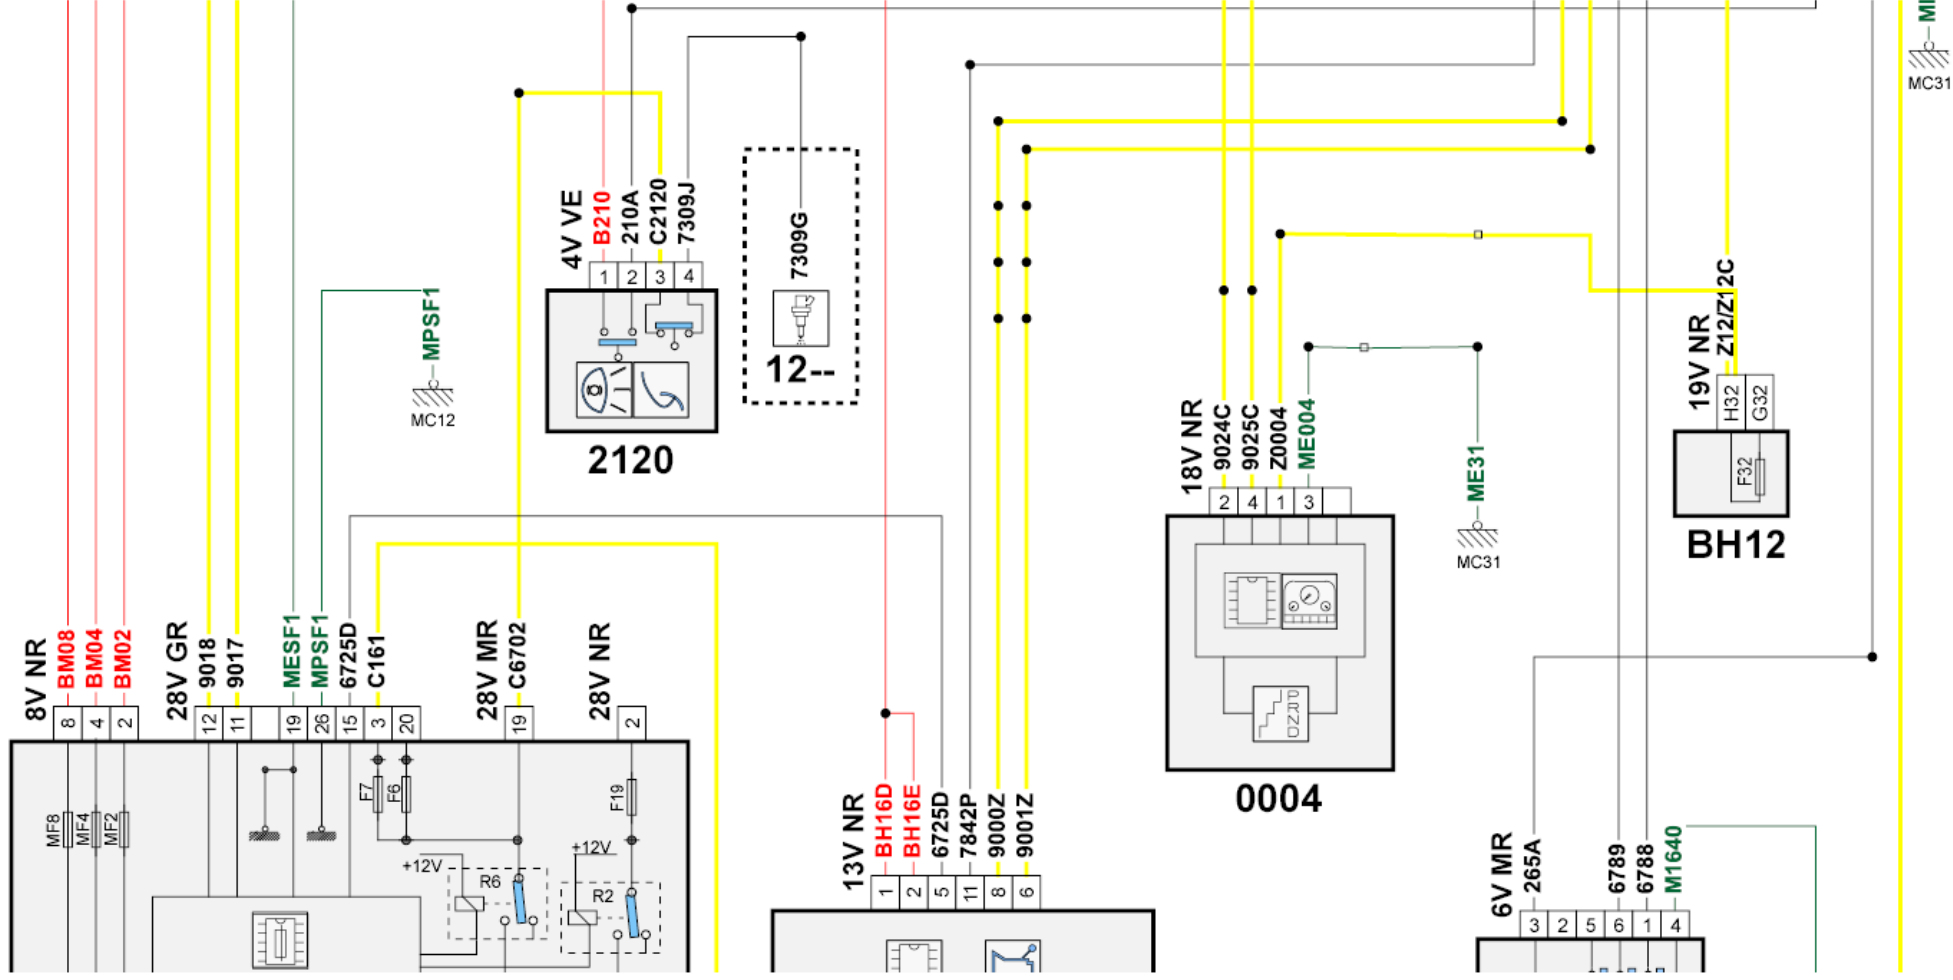 MC31
4V VE
B210
210A
C2120
7309J
1 2 3 4
2120
7309G
12--
MPSF1
MC12
18V NR
9024C
9025C
Z0004
ME004
2 4 1 3
0004
ME31
MC31
19V NR
Z12/Z12C
H32
G32
F32
BH12
8V NR
BM08
BM04
BM02
8 4 2
28V GR
9018
9017
MESF1
MPSF1
6725D
C161
12 11 19 26 15 3 20
28V MR
C6702
19
28V NR
2
MF8
MF4
MF2
F7
F6
F19
+12V
R6
+12V
R2
13V NR
BH16D
BH16E
6725D
7842P
9000Z
9001Z
1 2 5 11 8 6
PRND
6V MR
265A
6789
6788
M1640
3 2 5 6 1 4